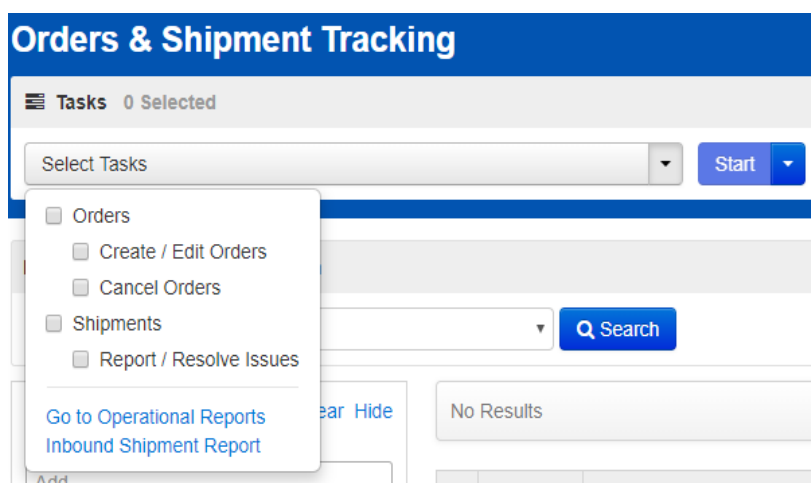 Orders & Shipment Tracking
Tasks 0 Selected
Select Tasks
Start
Orders
Create / Edit Orders
Cancel Orders
Shipments
Report / Resolve Issues
Search
Go to Operational Reports
Inbound Shipment Report
Hide
No Results
Add